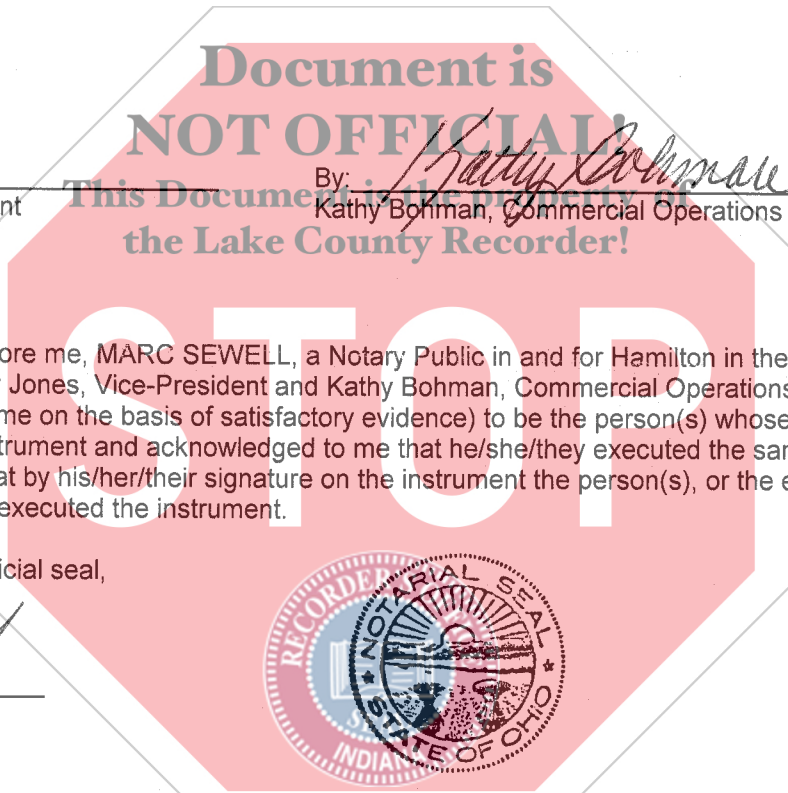 Document is
NOT OFFICIAL!
This Document is the property of
the Lake County Recorder!
By: Kathy Bohman
nt
Kathy Bohman, Commercial Operations
STOP
ore me, MARC SEWELL, a Notary Public in and for Hamilton in the
Jones, Vice-President and Kathy Bohman, Commercial Operations
me on the basis of satisfactory evidence) to be the person(s) whose
trument and acknowledged to me that he/she/they executed the sa
at by his/her/their signature on the instrument the person(s), or the e
executed the instrument.
icial seal,
RECORDER
INDIANA
NOTARIAL SEAL
STATE OF OHIO